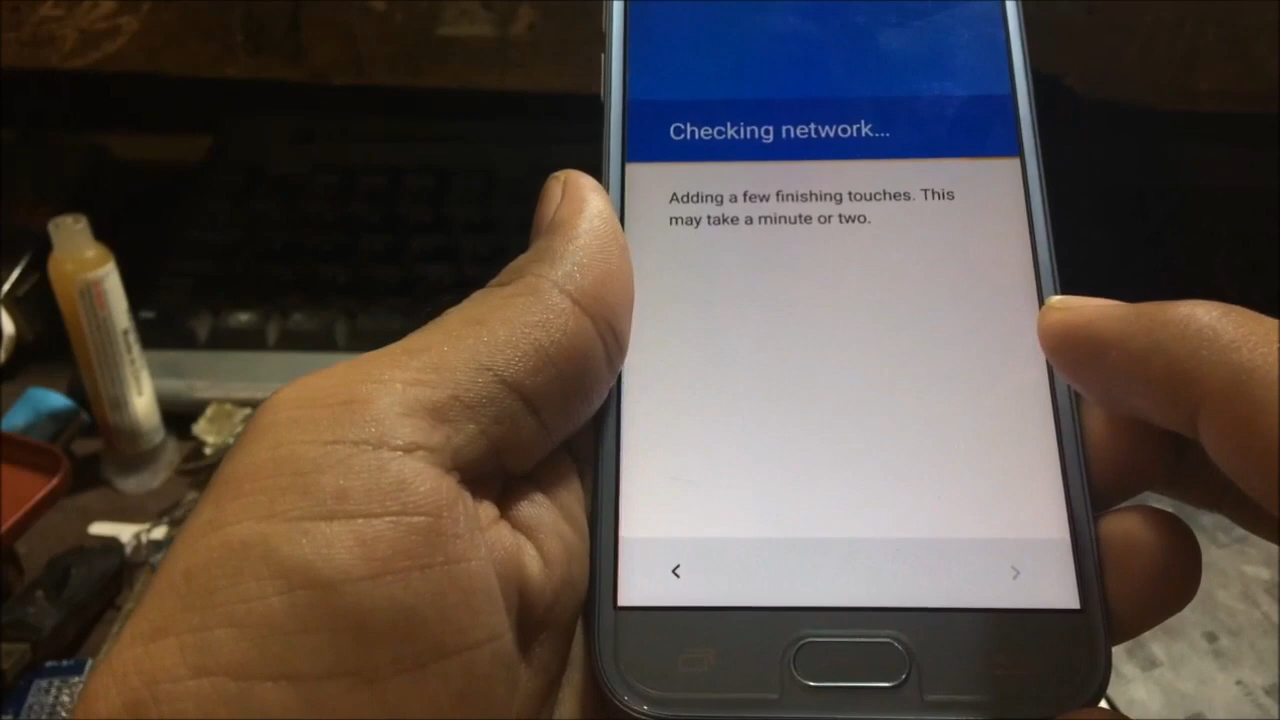 Checking network...
Adding a few finishing touches. This
may take a minute or two.